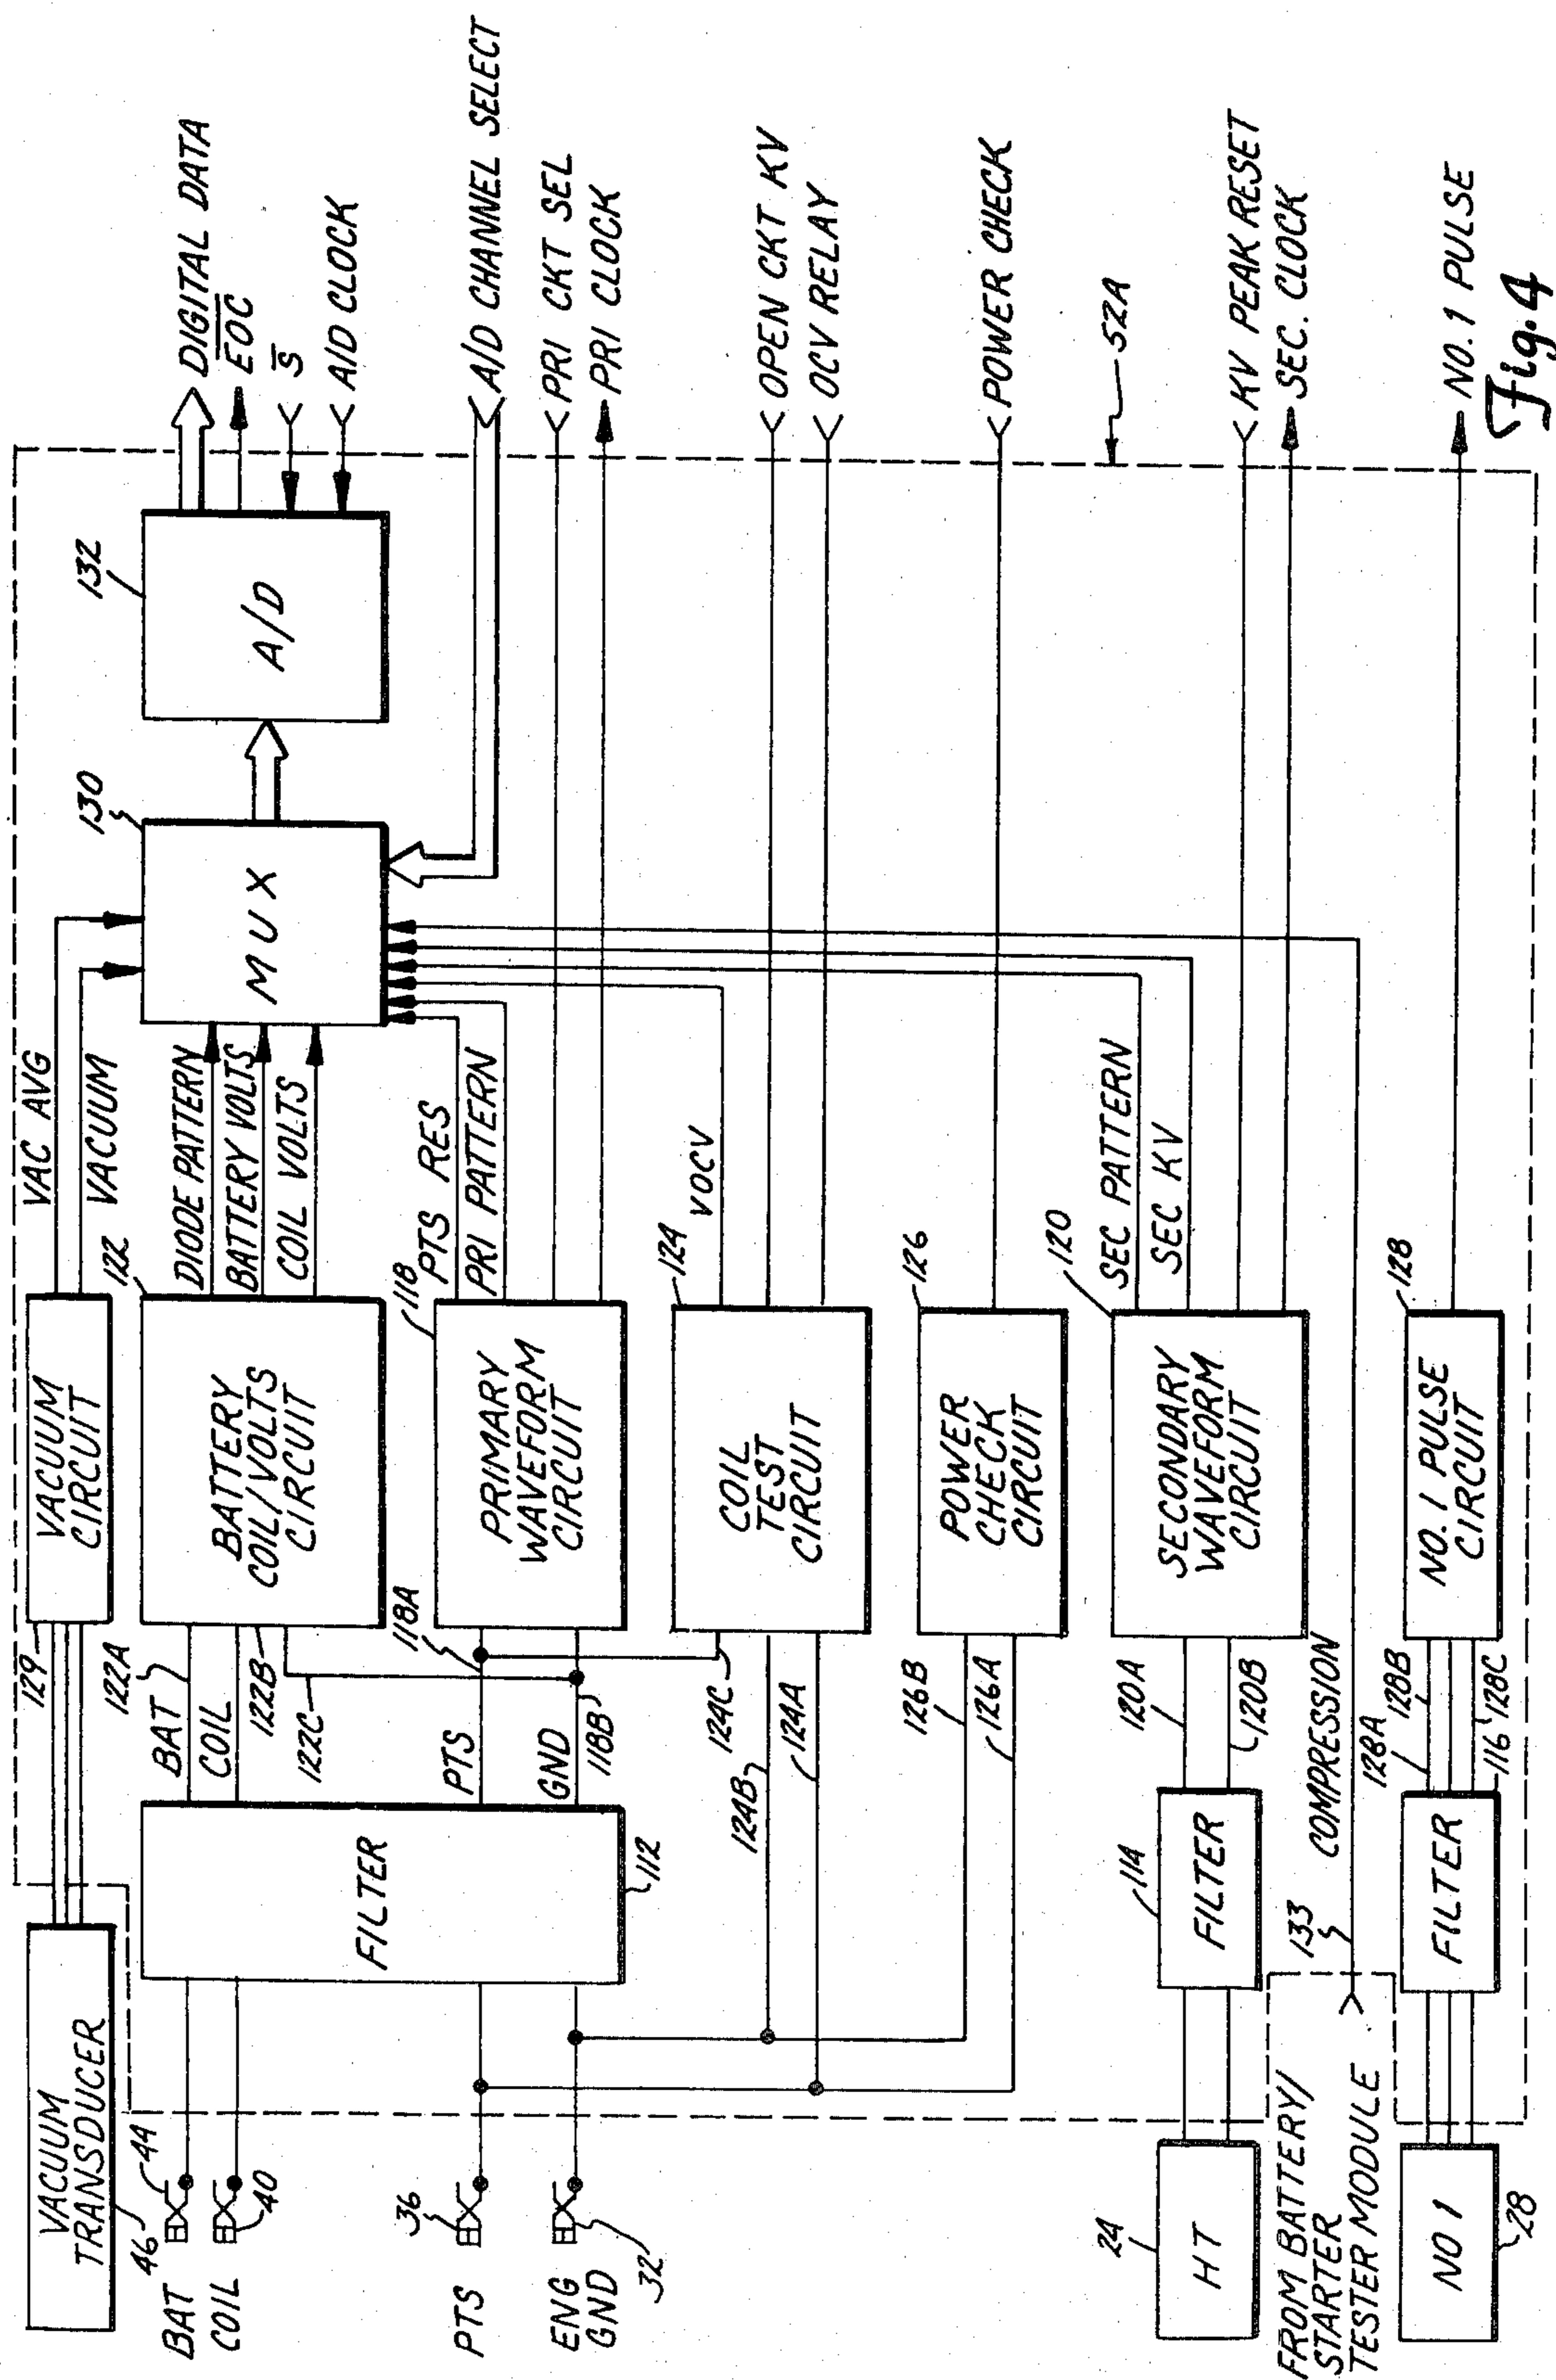 VACUUM
TRANSDUCER
46
BAT
44
COIL
40
PTS
36
ENG
GND
32
24
HT
FROM BATTERY/
STARTER
TESTER MODULE
NO 1
28
FILTER
112
FILTER
114
133
COMPRESSION
FILTER
116
129
122A
BAT
COIL
122B
122C
118A
PTS
GND
118B
124C
124B
124A
126B
126A
120A
120B
128A
128B
128C
VACUUM
CIRCUIT
122
BATTERY
COIL/VOLTS
CIRCUIT
118
PRIMARY
WAVEFORM
CIRCUIT
124
COIL
TEST
CIRCUIT
126
POWER
CHECK
CIRCUIT
120
SECONDARY
WAVEFORM
CIRCUIT
128
NO. 1 PULSE
CIRCUIT
VAC AVG
VACUUM
DIODE PATTERN
BATTERY VOLTS
COIL VOLTS
PTS RES
PRI PATTERN
VOCV
SEC PATTERN
SEC KV
130
MUX
132
A/D
DIGITAL DATA
EOC
S
A/D CLOCK
A/D CHANNEL SELECT
PRI CKT SEL
PRI CLOCK
OPEN CKT KV
OCV RELAY
POWER CHECK
52A
KV PEAK RESET
SEC. CLOCK
NO. 1 PULSE
Fig. 4